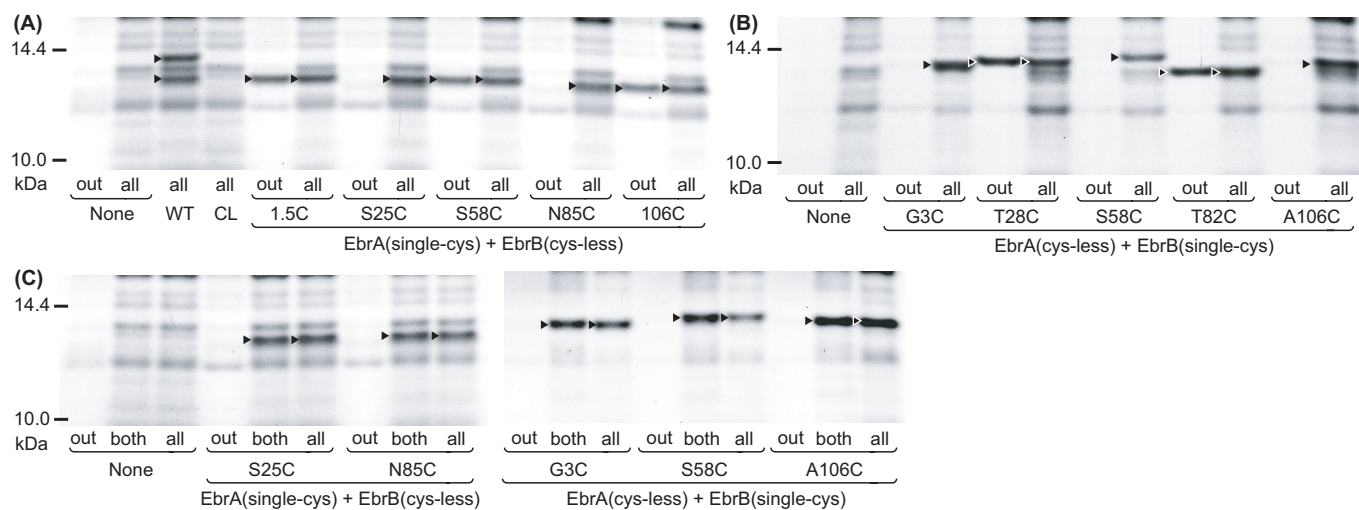 (A)
14.4
10.0
kDa
out all all all out all out all out all out all out all
None WT CL 1.5C S25C S58C N85C 106C
EbrA(single-cys) + EbrB(cys-less)
(B)
14.4
10.0
kDa
out all out all out all out all out all out all
None G3C T28C S58C T82C A106C
EbrA(cys-less) + EbrB(single-cys)
(C)
14.4
10.0
kDa
out both all out both all out both all
None S25C N85C
EbrA(single-cys) + EbrB(cys-less)
out both all out both all out both all
G3C S58C A106C
EbrA(cys-less) + EbrB(single-cys)